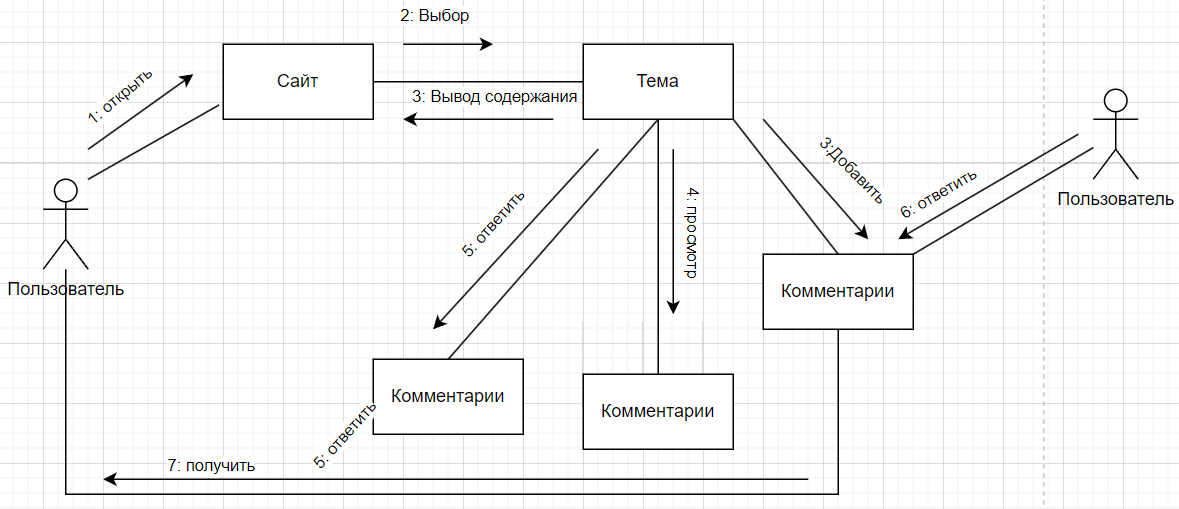 2: Выбор
Сайт
Тема
1: открыть
3: Вывод содержания
3:Добавить
6: ответить
Пользователь
5: ответить
4: просмотр
Пользователь
Комментарии
Комментарии
Комментарии
5: ответить
7: получить